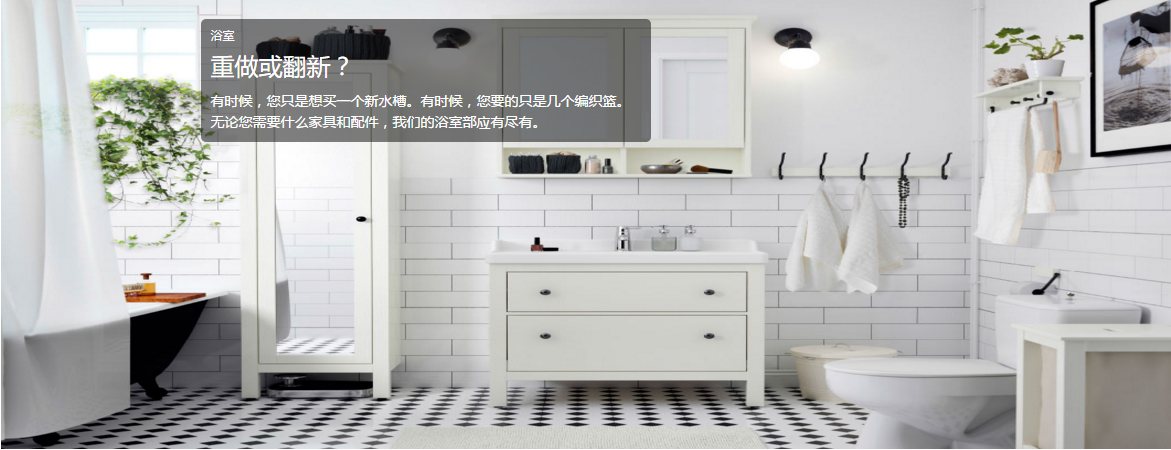 浴室
重做或翻新？
有时候，您只是想买一个新水槽。有时候，您要的只是几个编织篮。
无论您需要什么家具和配件，我们的浴室部应有尽有。